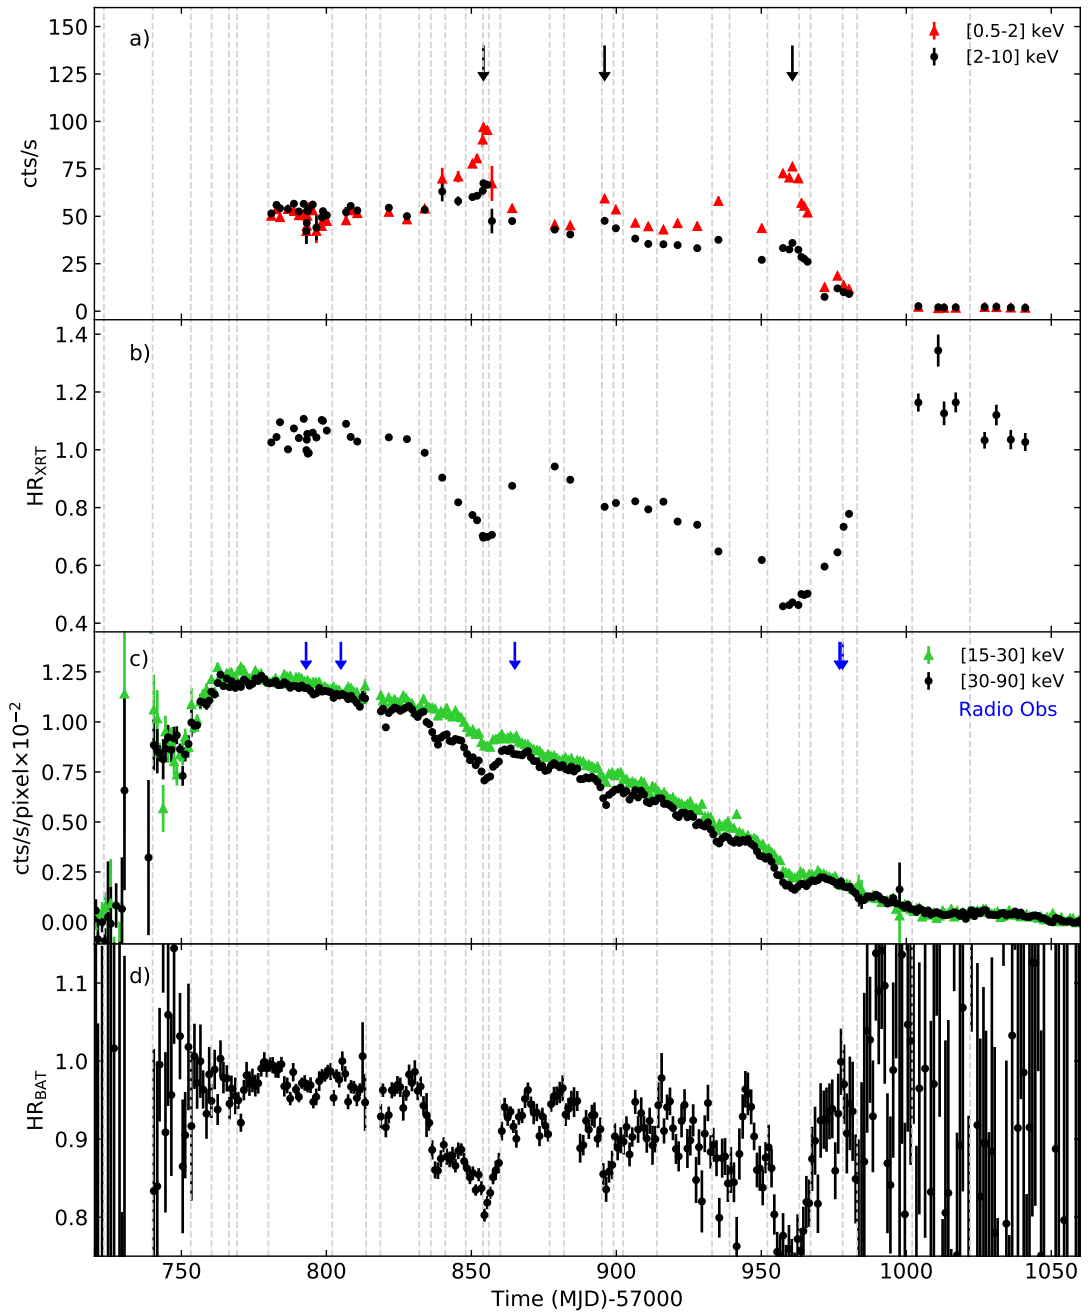 150
125
100
75
50
25
0
cts/s
a)
[0.5-2] keV
[2-10] keV
1.4
1.2
1.0
0.8
0.6
0.4
HR_XRT
b)
1.25
1.00
0.75
0.50
0.25
0.00
cts/s/pixel×10⁻²
c)
[15-30] keV
[30-90] keV
Radio Obs
1.1
1.0
0.9
0.8
HR_BAT
d)
750 800 850 900 950 1000 1050
Time (MJD)-57000